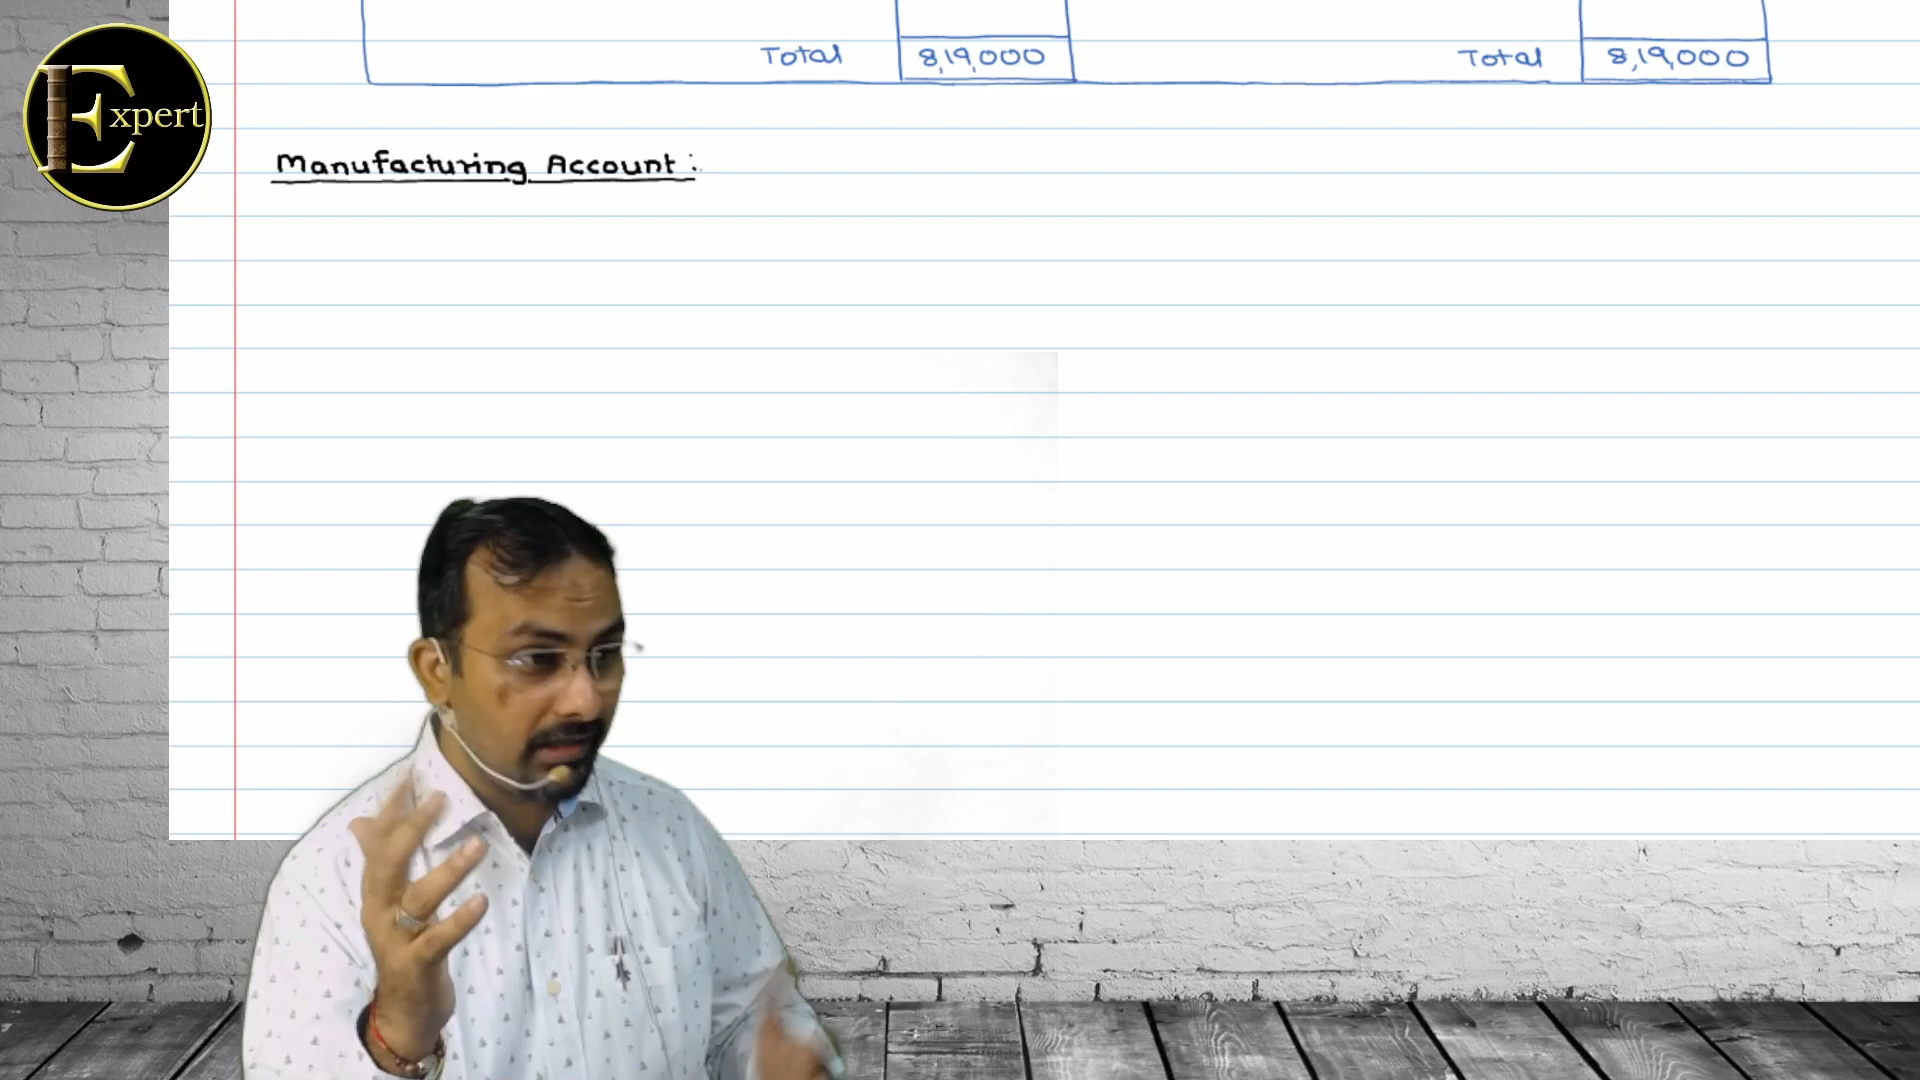 Expert
Total 8,19,000 Total 8,19,000
Manufacturing Account :